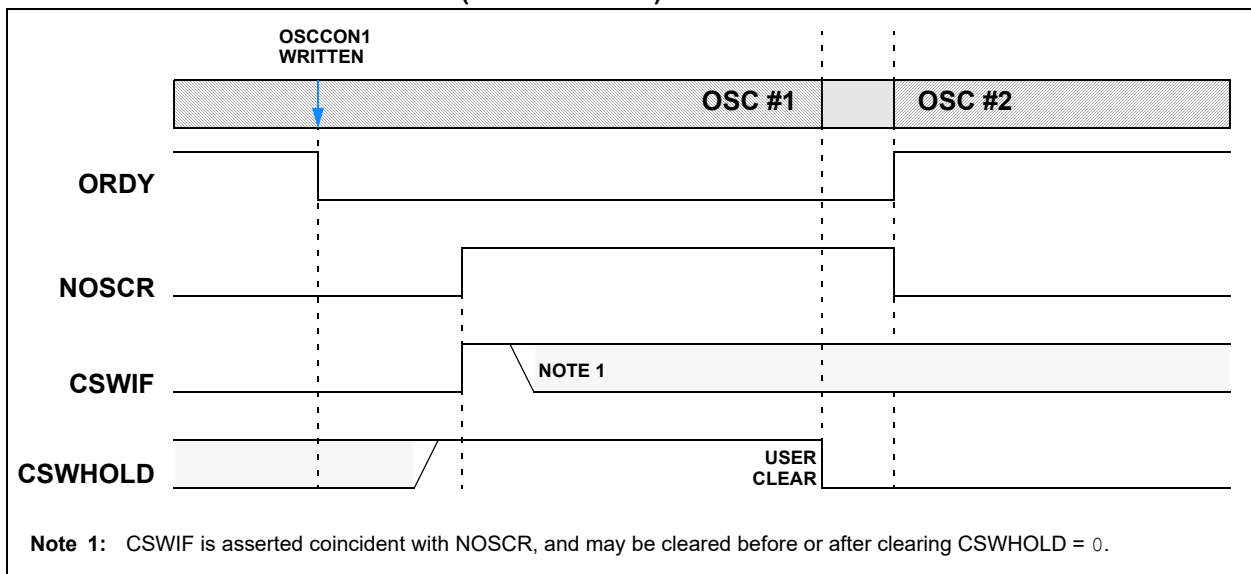 OSCCON1
WRITTEN
OSC #1
OSC #2
ORDY
NOSCR
CSWIF
NOTE 1
CSWHOLD
USER
CLEAR
Note 1: CSWIF is asserted coincident with NOSCR, and may be cleared before or after clearing CSWHOLD = 0.